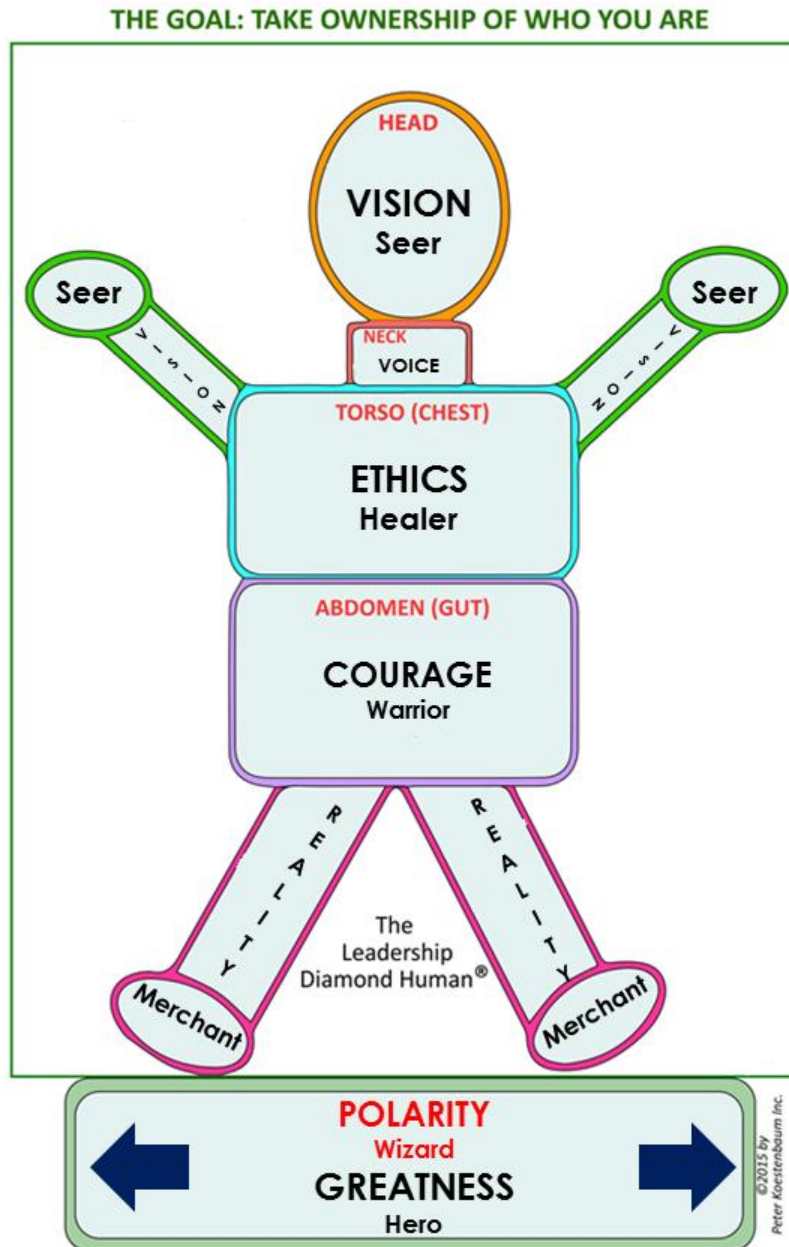 THE GOAL: TAKE OWNERSHIP OF WHO YOU ARE
HEAD
VISION
Seer
Seer
Seer
VISION
VISION
NECK
VOICE
TORSO (CHEST)
ETHICS
Healer
ABDOMEN (GUT)
COURAGE
Warrior
REALITY
REALITY
The
Leadership
Diamond Human®
Merchant
Merchant
POLARITY
Wizard
GREATNESS
Hero
©2015 by
Peter Koestenbaum Inc.